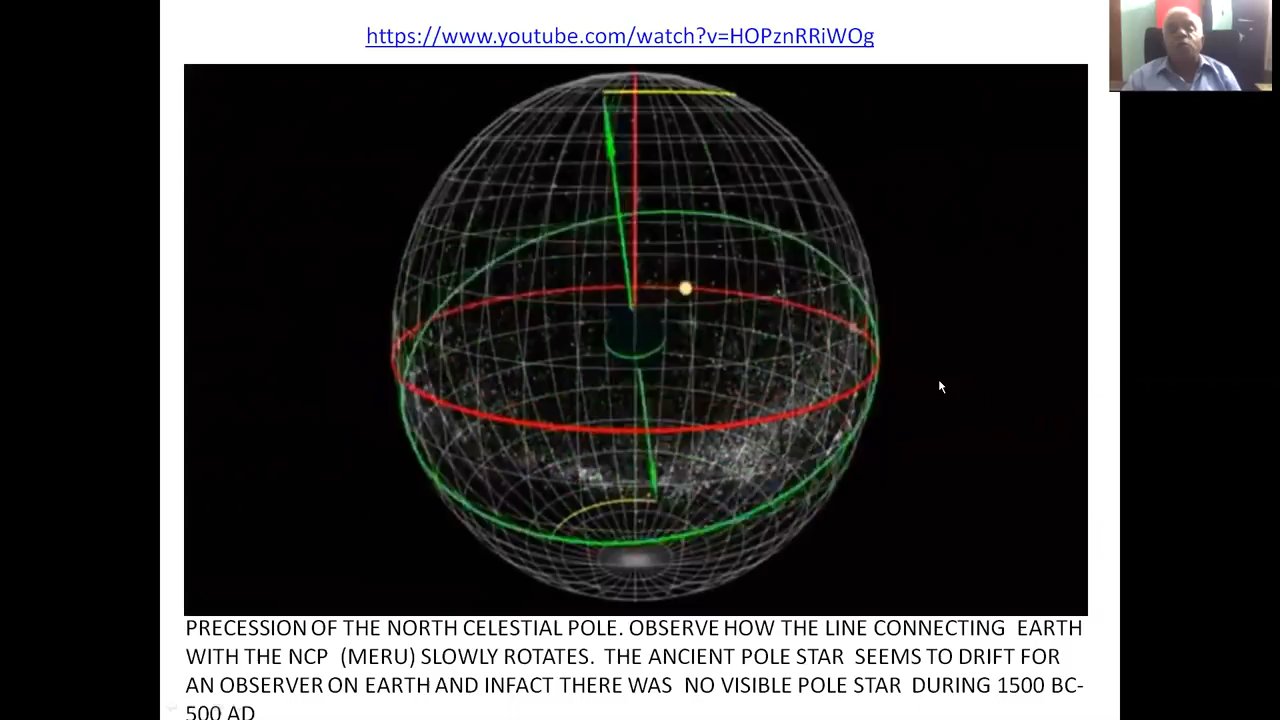 https://www.youtube.com/watch?v=HOPznRRiWOg
PRECESSION OF THE NORTH CELESTIAL POLE. OBSERVE HOW THE LINE CONNECTING EARTH
WITH THE NCP (MERU) SLOWLY ROTATES. THE ANCIENT POLE STAR SEEMS TO DRIFT FOR
AN OBSERVER ON EARTH AND INFACT THERE WAS NO VISIBLE POLE STAR DURING 1500 BC-
500 AD